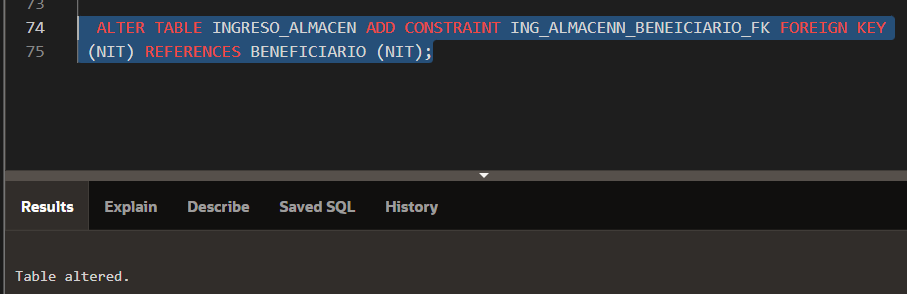 73
74 ALTER TABLE INGRESO_ALMACEN ADD CONSTRAINT ING_ALMACENN_BENEICIARIO_FK FOREIGN KEY
75 (NIT) REFERENCES BENEFICIARIO (NIT);
Results Explain Describe Saved SQL History
Table altered.